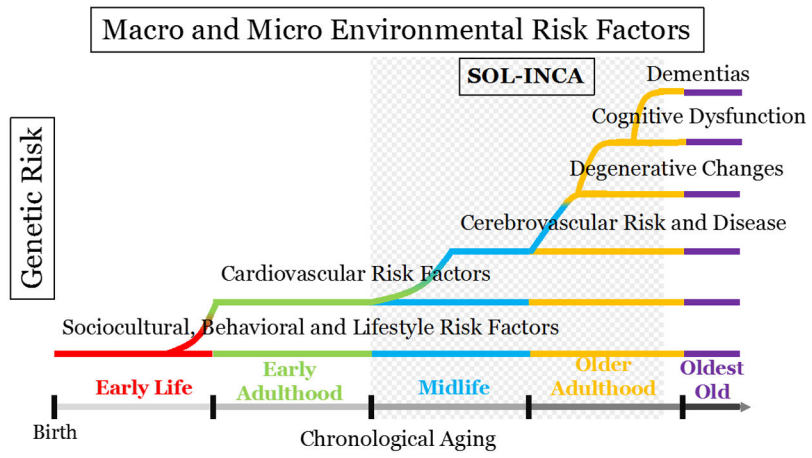 Macro and Micro Environmental Risk Factors
SOL-INCA
Dementias
Cognitive Dysfunction
Degenerative Changes
Cerebrovascular Risk and Disease
Cardiovascular Risk Factors
Sociocultural, Behavioral and Lifestyle Risk Factors
Genetic Risk
Early Life
Early
Adulthood
Midlife
Older
Adulthood
Oldest
Old
Birth
Chronological Aging